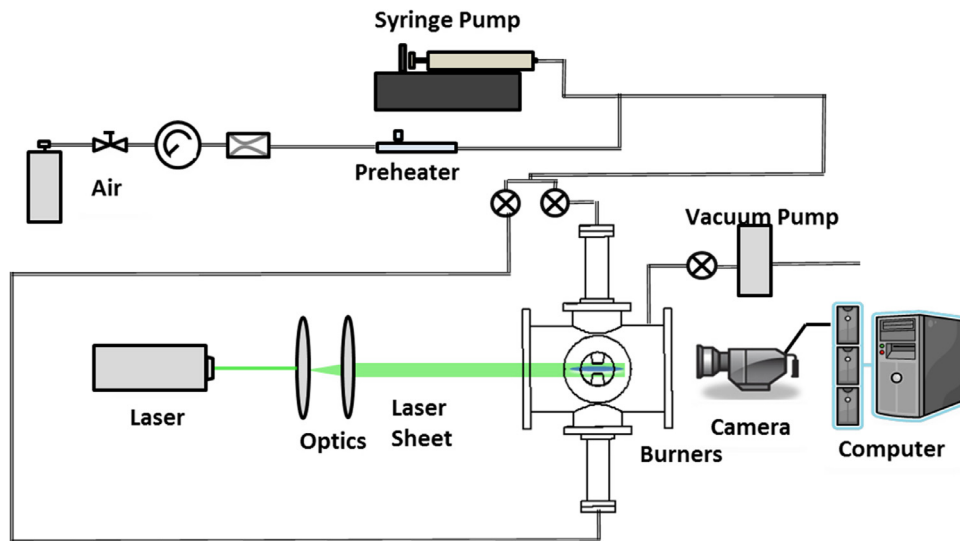 Syringe Pump
Air
Preheater
Vacuum Pump
Laser
Optics
Laser
Sheet
Burners
Camera
Computer